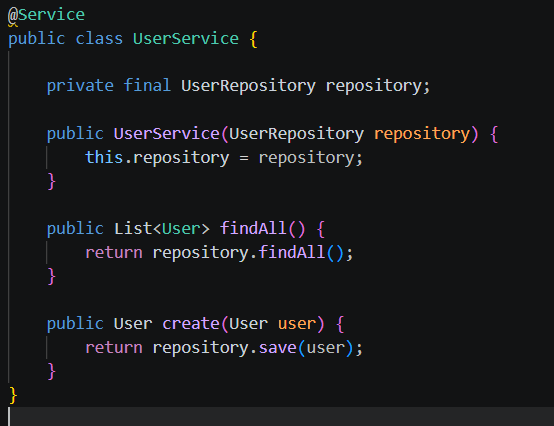 @Service
public class UserService {
private final UserRepository repository;
public UserService(UserRepository repository) {
this.repository = repository;
}
public List<User> findAll() {
return repository.findAll();
}
public User create(User user) {
return repository.save(user);
}
}